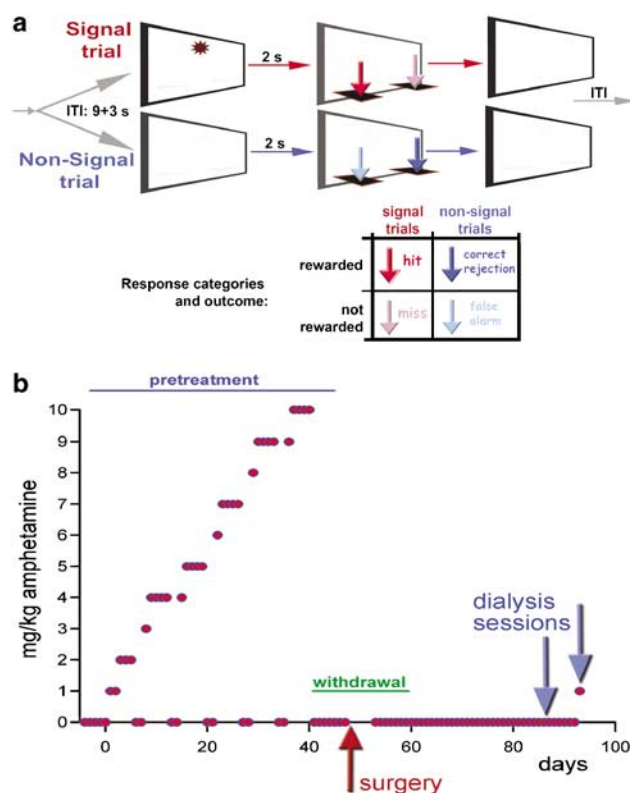 a
Signal
trial
2 s
ITI: 9+3 s
ITI
2 s
Non-Signal
trial
signal
trials
non-signal
trials
Response categories
and outcome:
rewarded
hit
correct
rejection
not
rewarded
miss
false
alarm
b
pretreatment
10
9
8
7
6
5
4
3
2
1
0
mg/kg amphetamine
dialysis
sessions
withdrawal
0
20
40
60
80
100
days
surgery